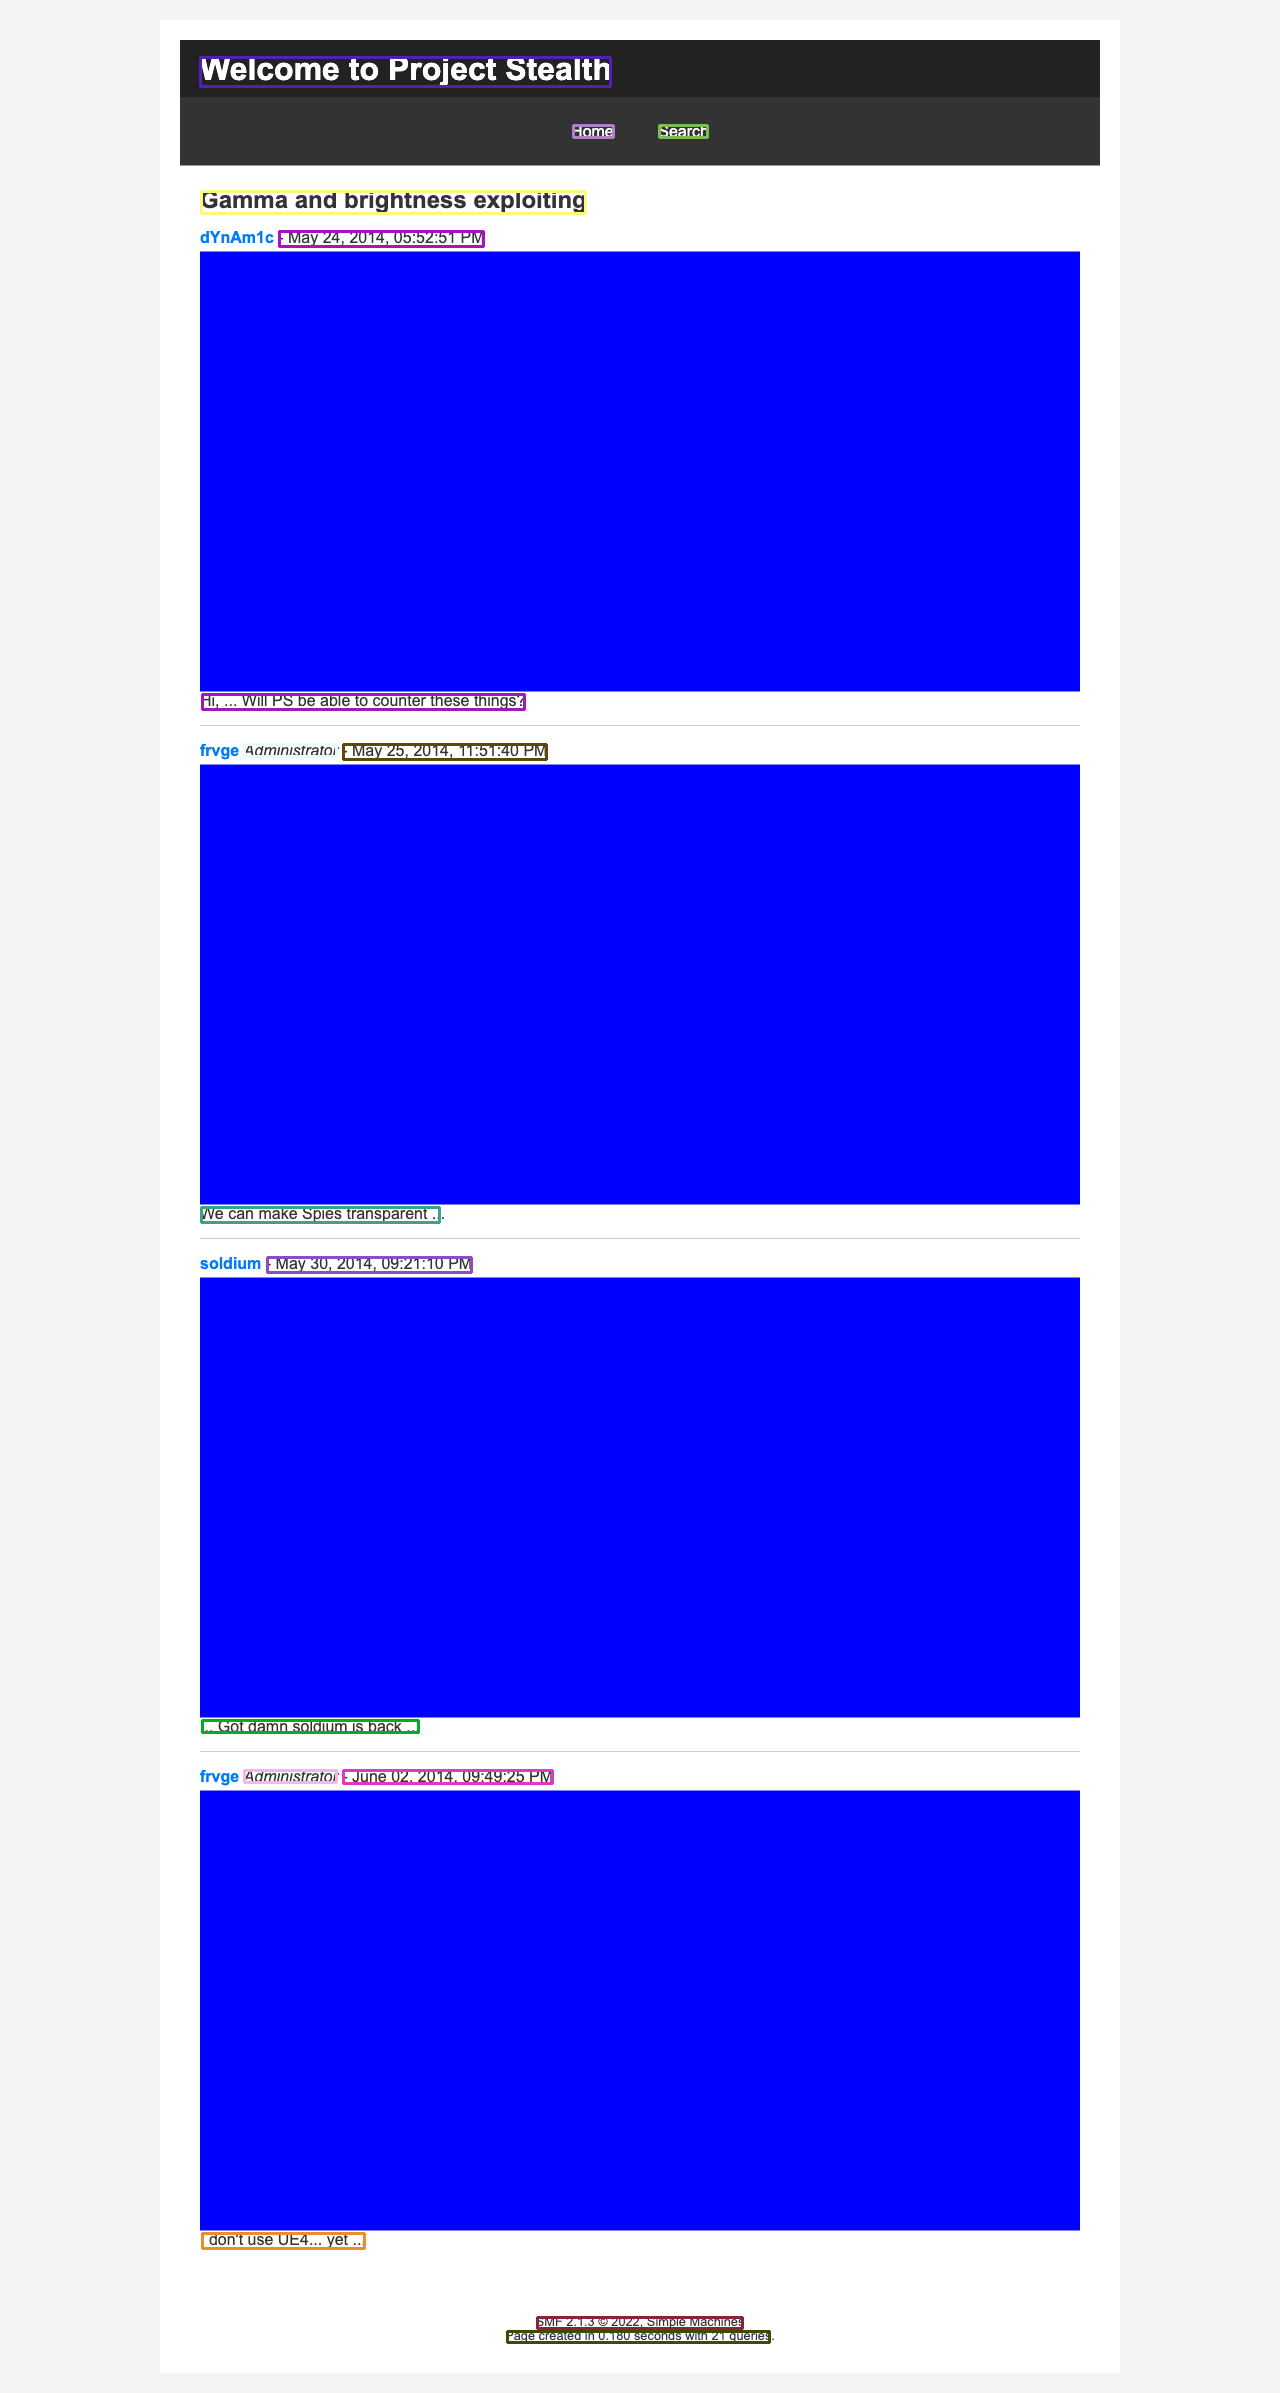 Welcome to Project Stealth
Home Search
Gamma and brightness exploiting
dYnAm1c - May 24, 2014, 05:52:51 PM
Hi, ... Will PS be able to counter these things?
frvge Administrator - May 25, 2014, 11:51:40 PM
We can make Spies transparent ...
soldium - May 30, 2014, 09:21:10 PM
... Got damn soldium is back ...
frvge Administrator - June 02, 2014, 09:49:25 PM
don't use UE4... yet ...
SMF 2.1.3 © 2022, Simple Machines
Page created in 0.180 seconds with 21 queries.